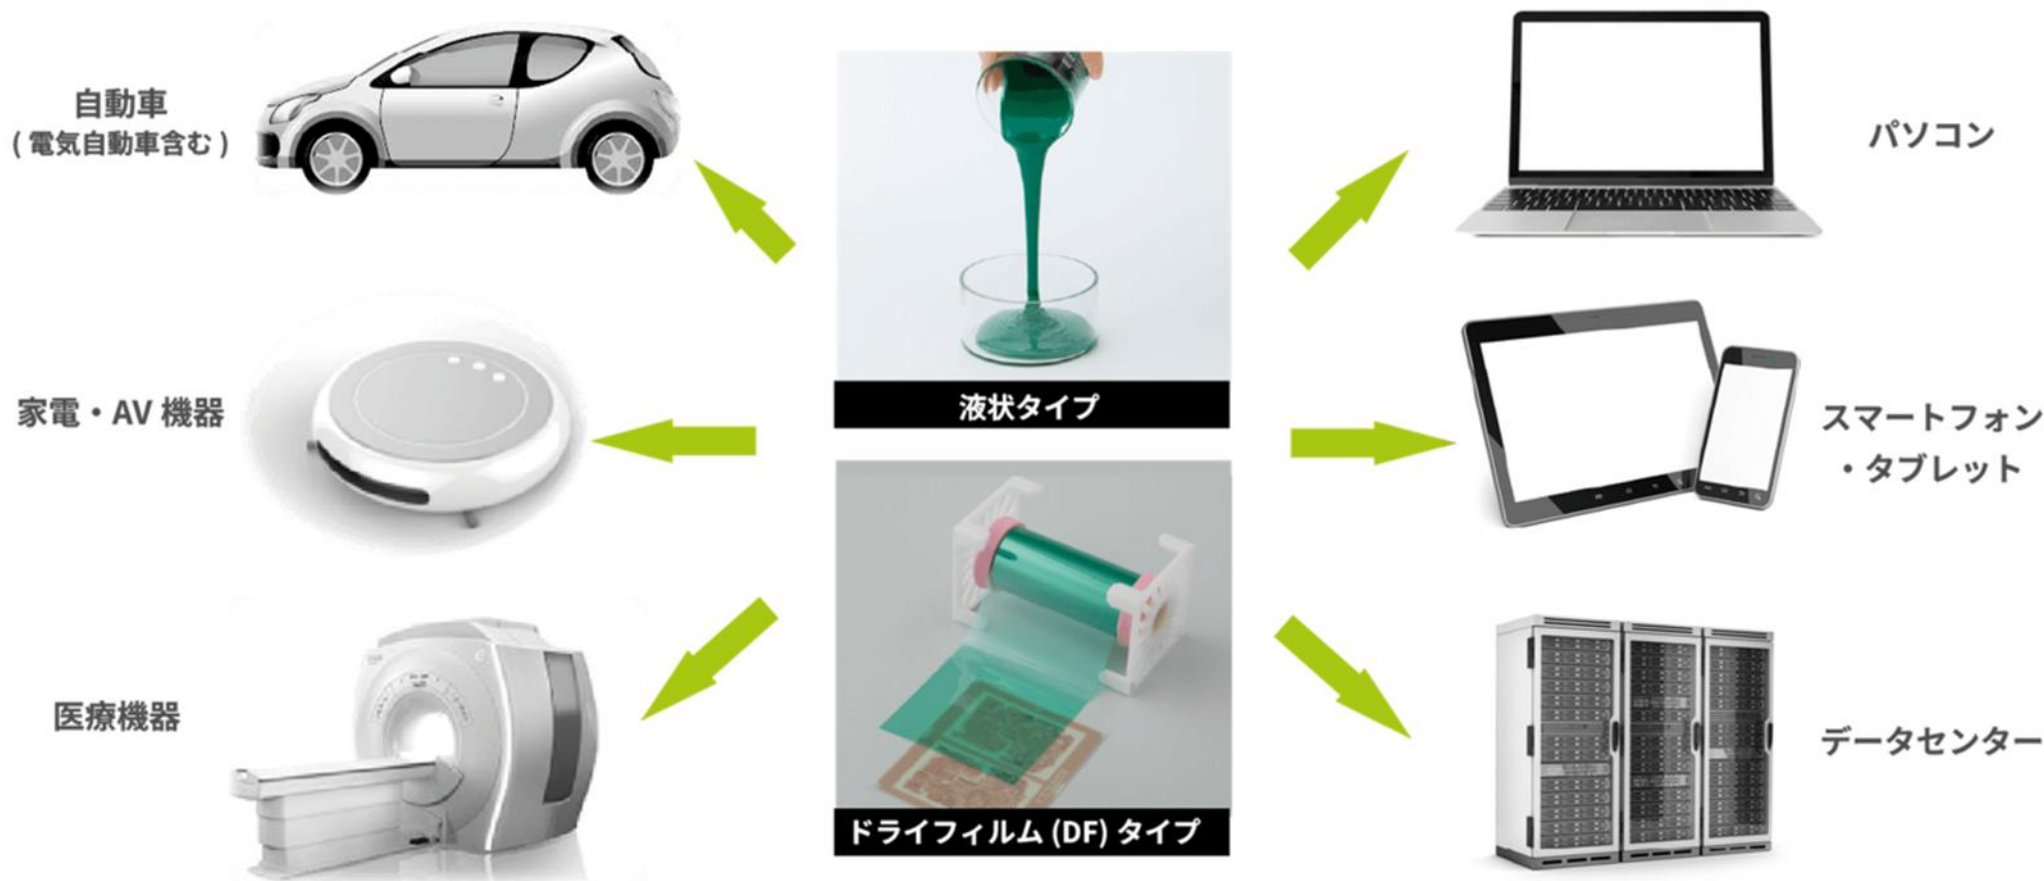 自動車
( 電気自動車含む )
家電・AV 機器
医療機器
液状タイプ
ドライフィルム (DF) タイプ
パソコン
スマートフォン
・タブレット
データセンター